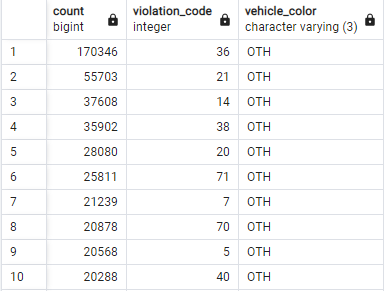 count violation_code vehicle_color
bigint integer character varying (3)
1 170346 36 OTH
2 55703 21 OTH
3 37608 14 OTH
4 35902 38 OTH
5 28080 20 OTH
6 25811 71 OTH
7 21239 7 OTH
8 20878 70 OTH
9 20568 5 OTH
10 20288 40 OTH